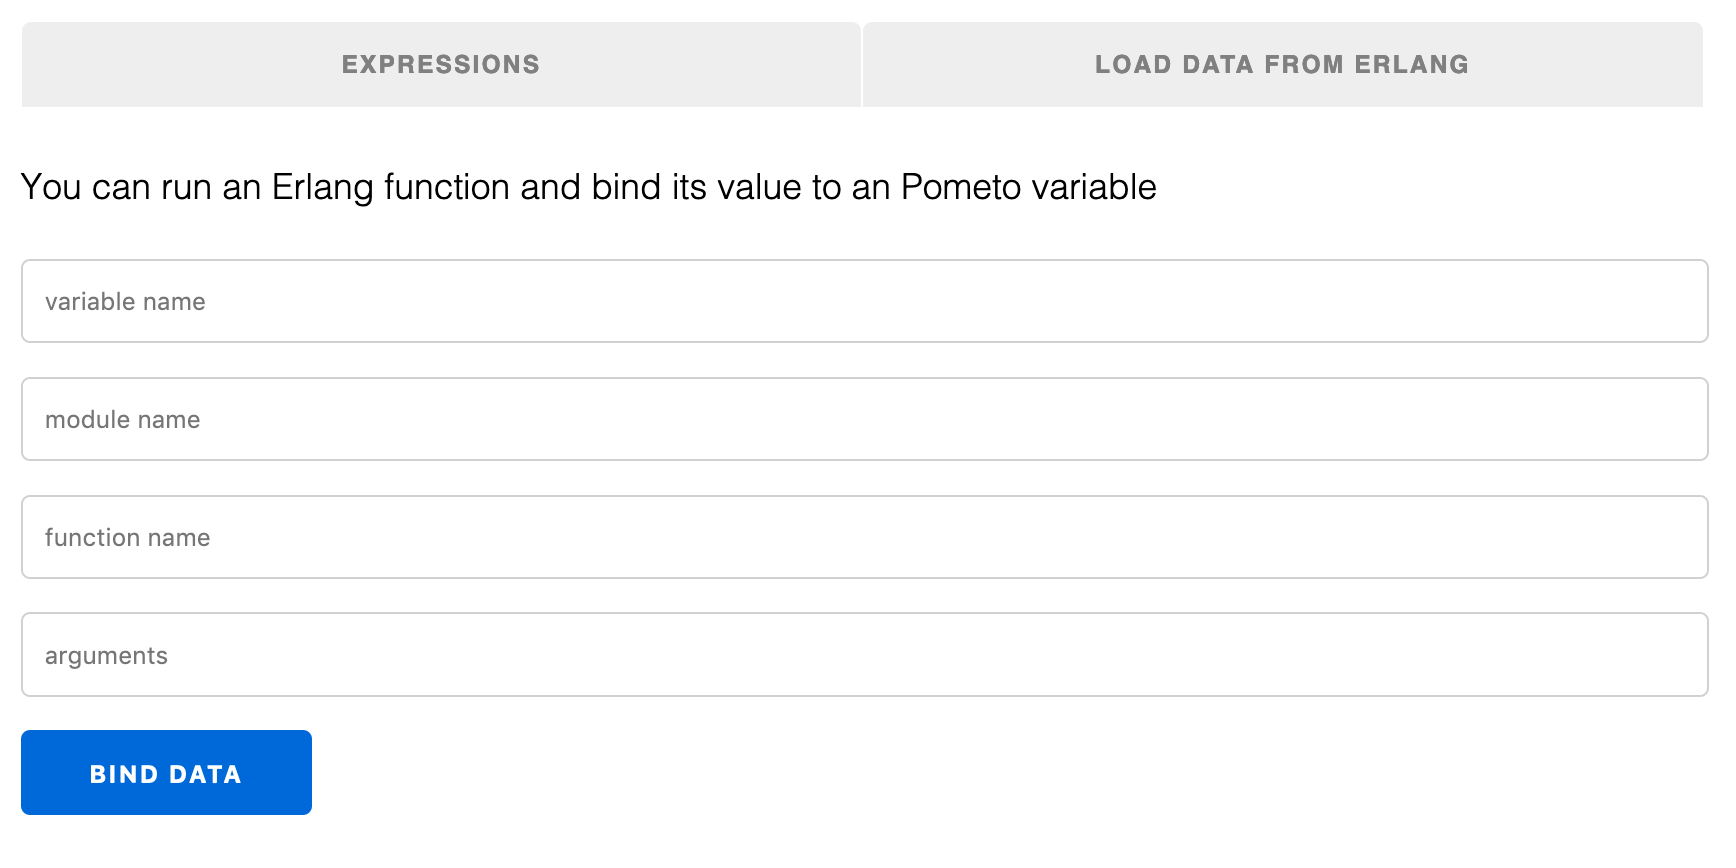 EXPRESSIONS
LOAD DATA FROM ERLANG
You can run an Erlang function and bind its value to an Pometo variable
variable name
module name
function name
arguments
BIND DATA